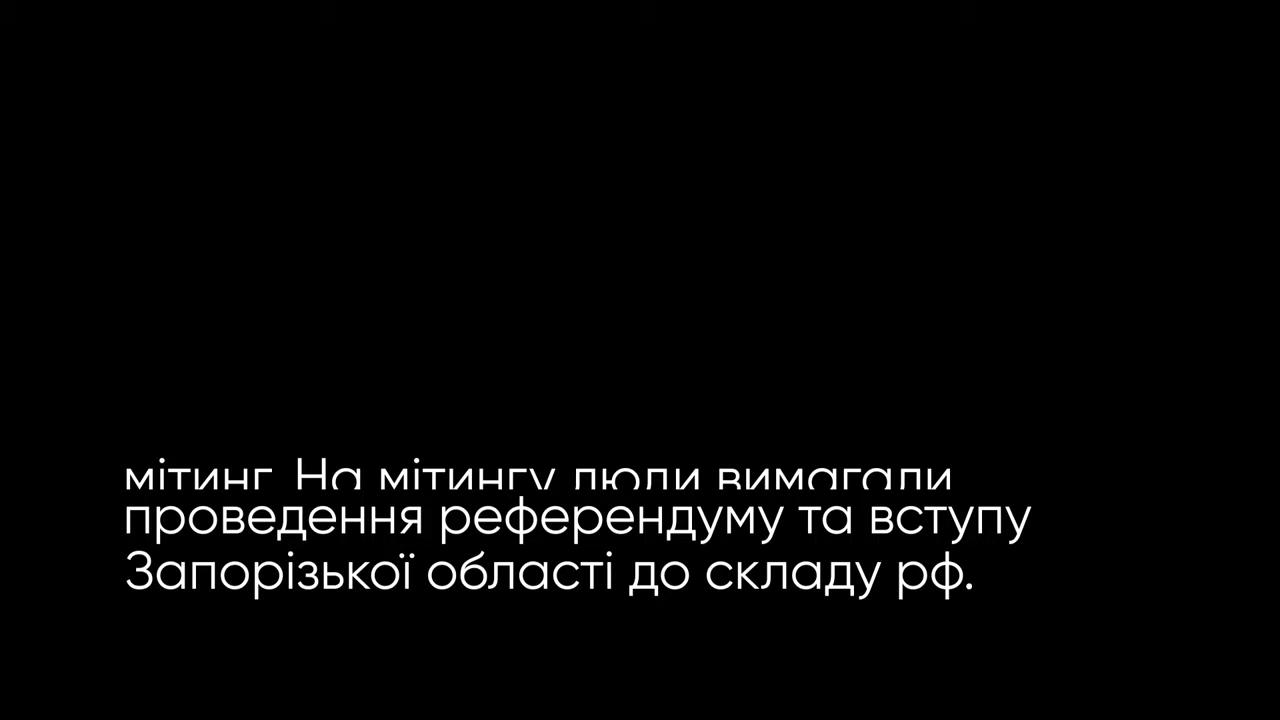 мітинг. На мітингу люди вимагали
проведення референдуму та вступу
Запорізької області до складу рф.